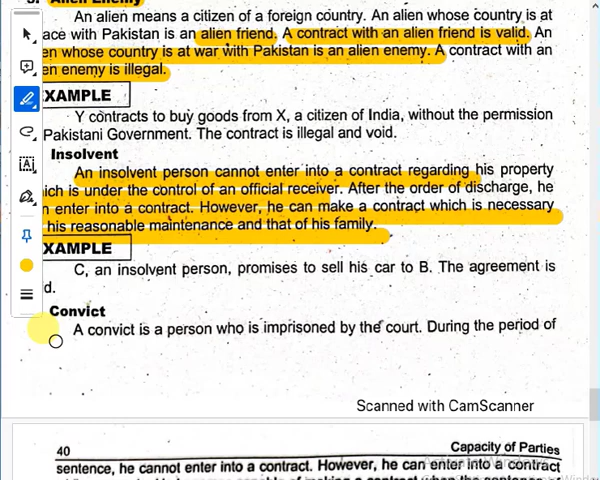 Alien Enemy
An alien means a citizen of a foreign country. An alien whose country is at
ace with Pakistan is an alien friend. A contract with an alien friend is valid. An
en whose country is at war with Pakistan is an alien enemy. A contract with an
en enemy is illegal.
XAMPLE
Y contracts to buy goods from X, a citizen of India, without the permission
Pakistani Government. The contract is illegal and void.
Insolvent
An insolvent person cannot enter into a contract regarding his property
ich is under the control of an official receiver. After the order of discharge, he
n enter into a contract. However, he can make a contract which is necessary
his reasonable maintenance and that of his family.
XAMPLE
C, an insolvent person, promises to sell his car to B. The agreement is
d.
Convict
A convict is a person who is imprisoned by the court. During the period of
Scanned with CamScanner
40
Capacity of Parties
sentence, he cannot enter into a contract. However, he can enter into a contract